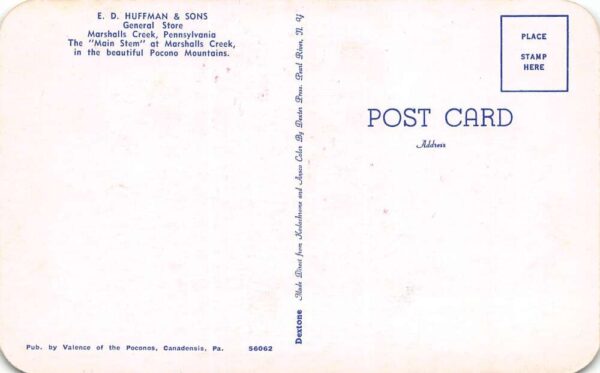 E. D. HUFFMAN & SONS
General Store
Marshalls Creek, Pennsylvania
The "Main Stem" at Marshalls Creek,
in the beautiful Pocono Mountains.
PLACE
STAMP
HERE
POST CARD
Address
Dextone Made Direct from Kodachrome and Ansco Color By Dexter Press. Pearl River, N. Y
Pub. by Valence of the Poconos, Canadensis, Pa. 56062